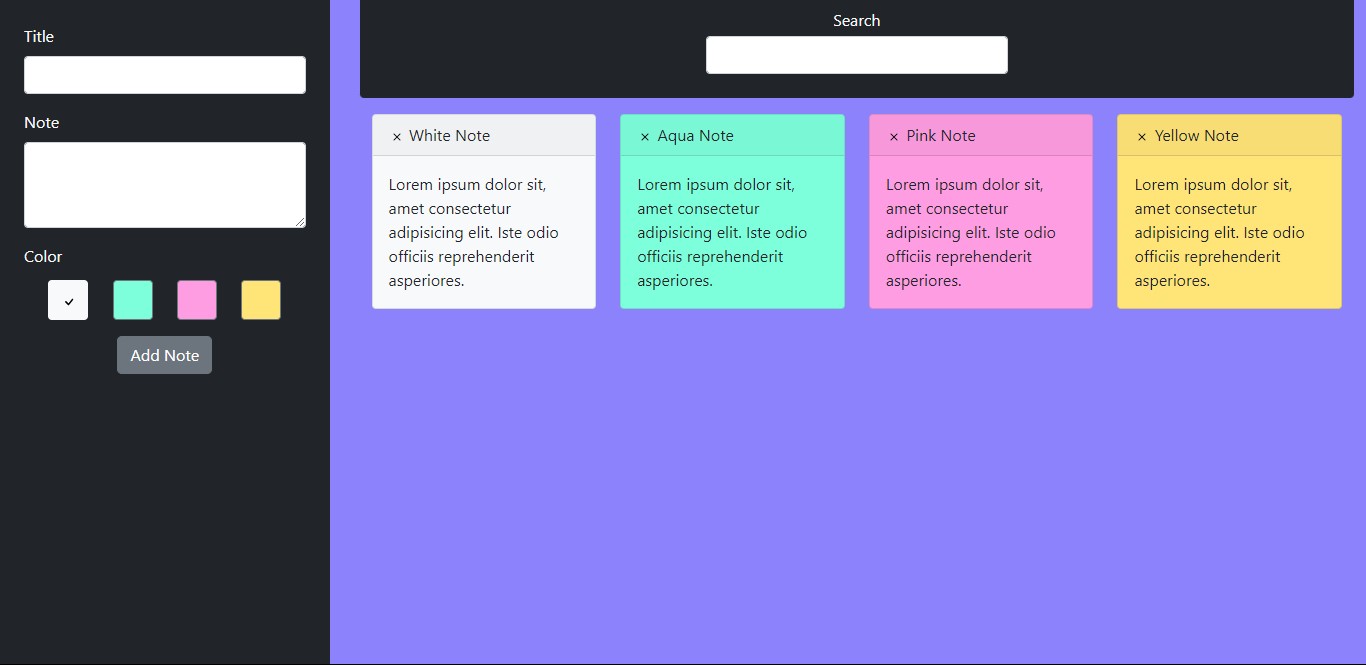 Title
Note
Color
Add Note
Search
× White Note
Lorem ipsum dolor sit,
amet consectetur
adipisicing elit. Iste odio
officiis reprehenderit
asperiores.
× Aqua Note
Lorem ipsum dolor sit,
amet consectetur
adipisicing elit. Iste odio
officiis reprehenderit
asperiores.
× Pink Note
Lorem ipsum dolor sit,
amet consectetur
adipisicing elit. Iste odio
officiis reprehenderit
asperiores.
× Yellow Note
Lorem ipsum dolor sit,
amet consectetur
adipisicing elit. Iste odio
officiis reprehenderit
asperiores.